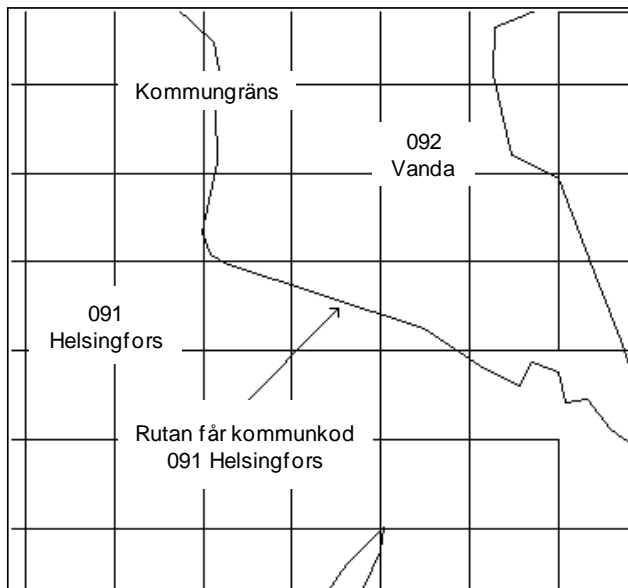 Kommungräns
092
Vanda
091
Helsingfors
Rutan får kommunkod
091 Helsingfors